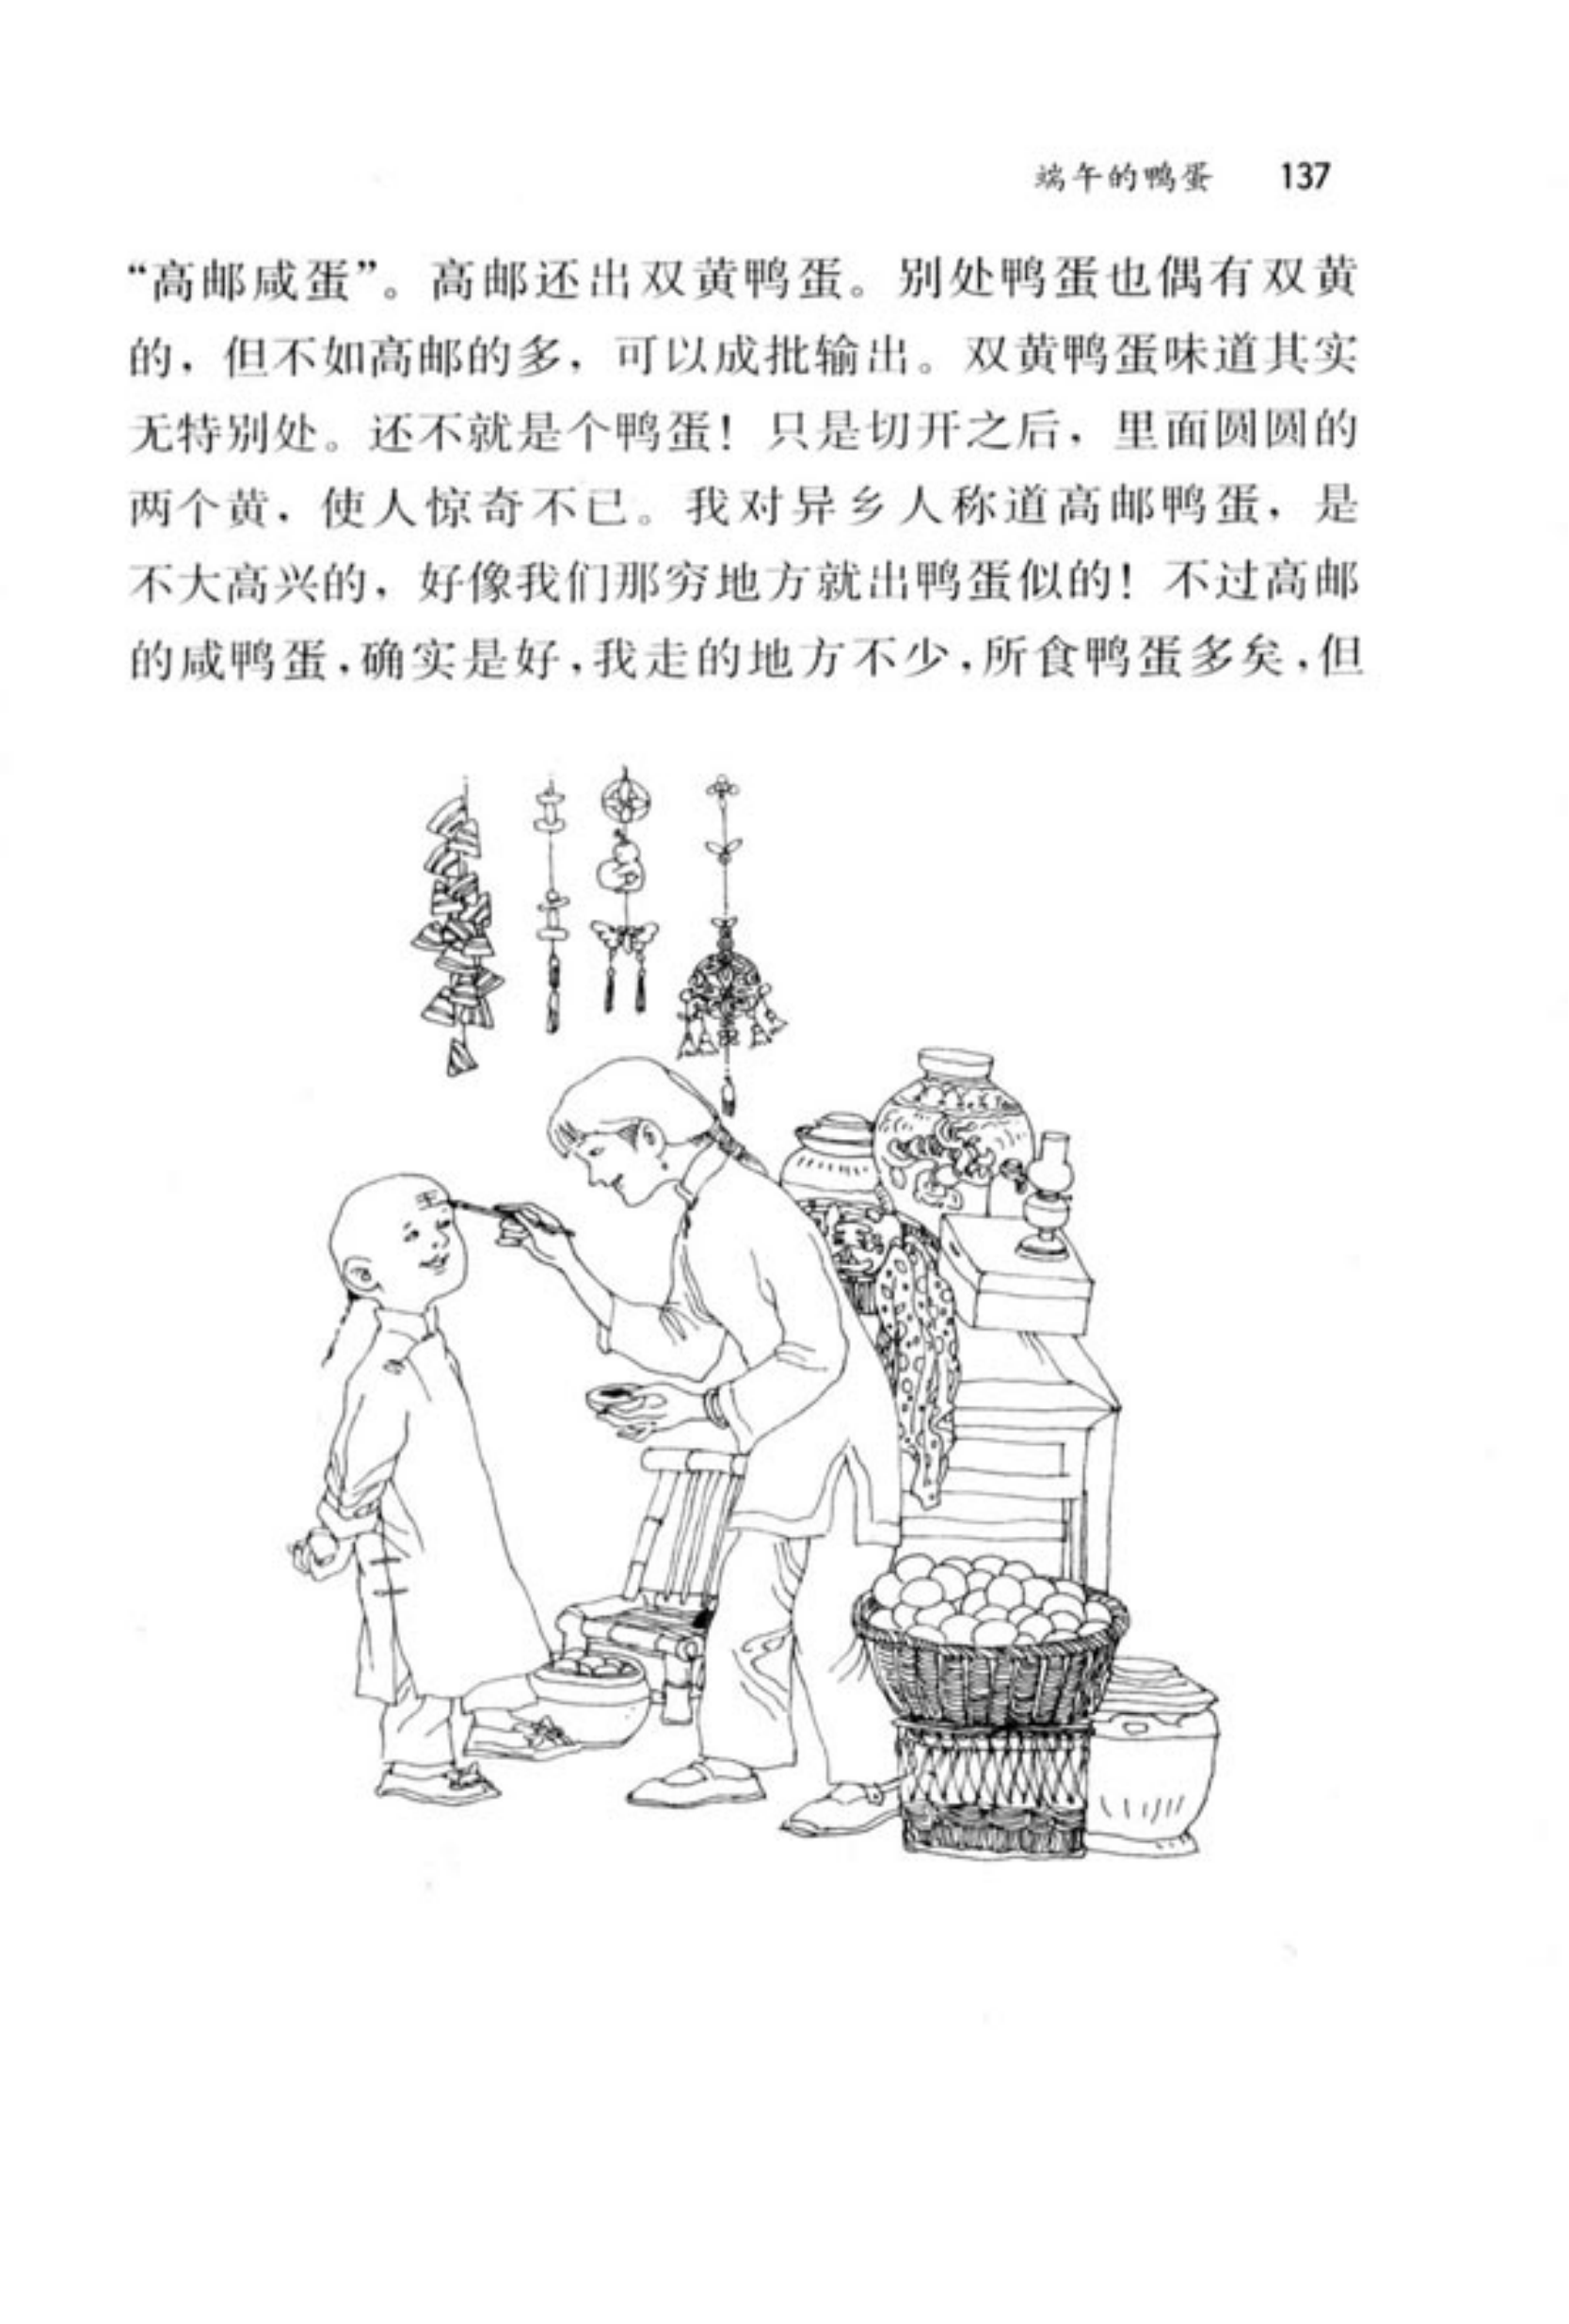 端午的鸭蛋 137
“高邮咸蛋”。高邮还出双黄鸭蛋。别处鸭蛋也偶有双黄
的，但不如高邮的多，可以成批输出。双黄鸭蛋味道其实
无特别处。还不就是个鸭蛋！只是切开之后，里面圆圆的
两个黄，使人惊奇不已。我对异乡人称道高邮鸭蛋，是
不大高兴的，好像我们那穷地方就出鸭蛋似的！不过高邮
的咸鸭蛋，确实是好，我走的地方不少，所食鸭蛋多矣，但
王